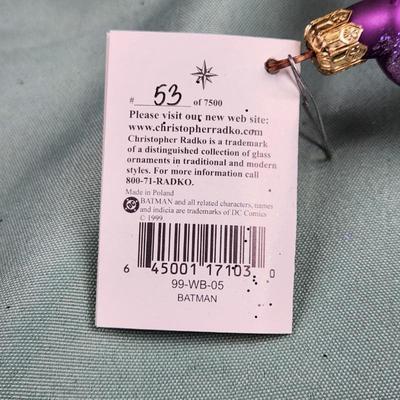 # 53 of 7500
Please visit our new web site:
www.christopherradko.com
Christopher Radko is a trademark
of a distinguished collection of glass
ornaments in traditional and modern
styles. For more information call
800-71-RADKO.
Made in Poland
BATMAN and all related characters, names
and indicia are trademarks of DC Comics
© 1999
6 45001 17103 0
99-WB-05
BATMAN